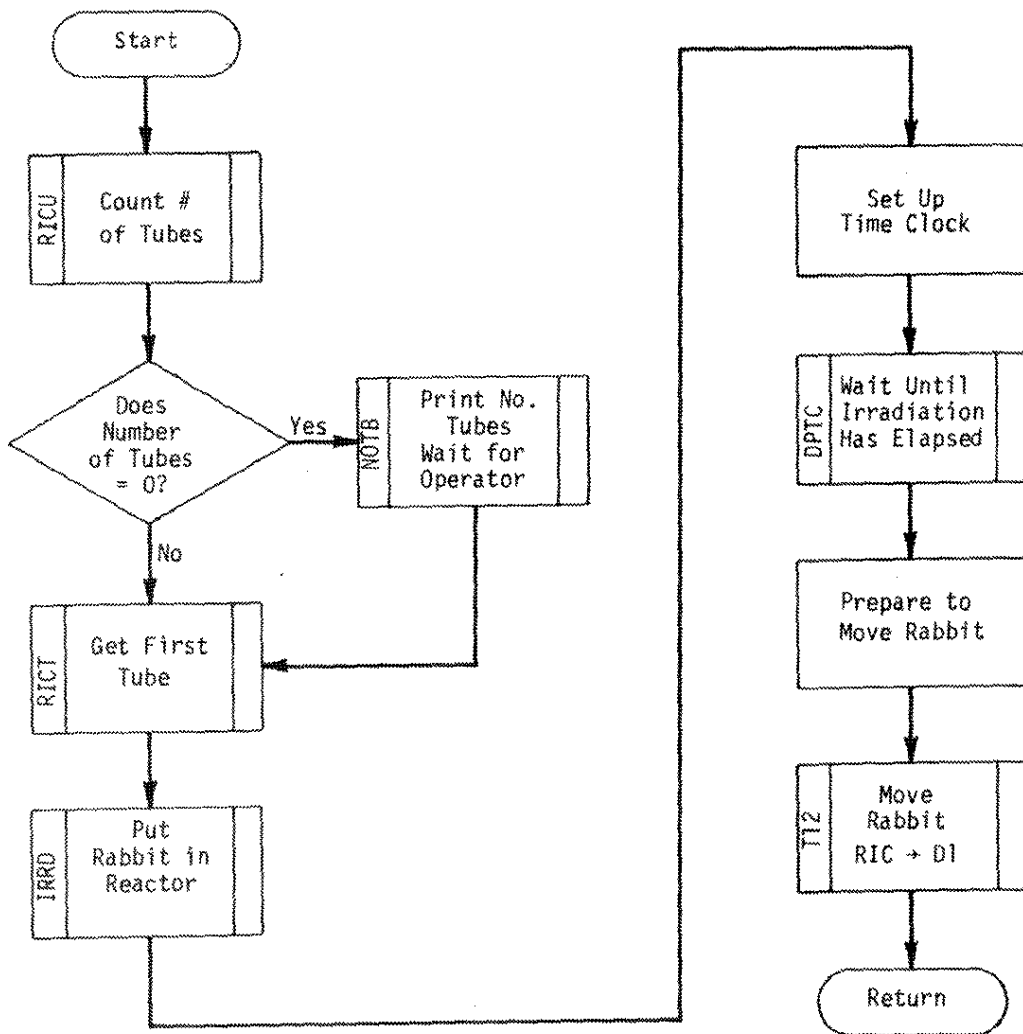 Start
RICU
Count #
of Tubes
Does
Number
of Tubes
= 0?
Yes
No
NOTB
Print No.
Tubes
Wait for
Operator
RICT
Get First
Tube
IRRD
Put
Rabbit in
Reactor
Set Up
Time Clock
DPTC
Wait Until
Irradiation
Has Elapsed
Prepare to
Move Rabbit
T12
Move
Rabbit
RIC → D1
Return